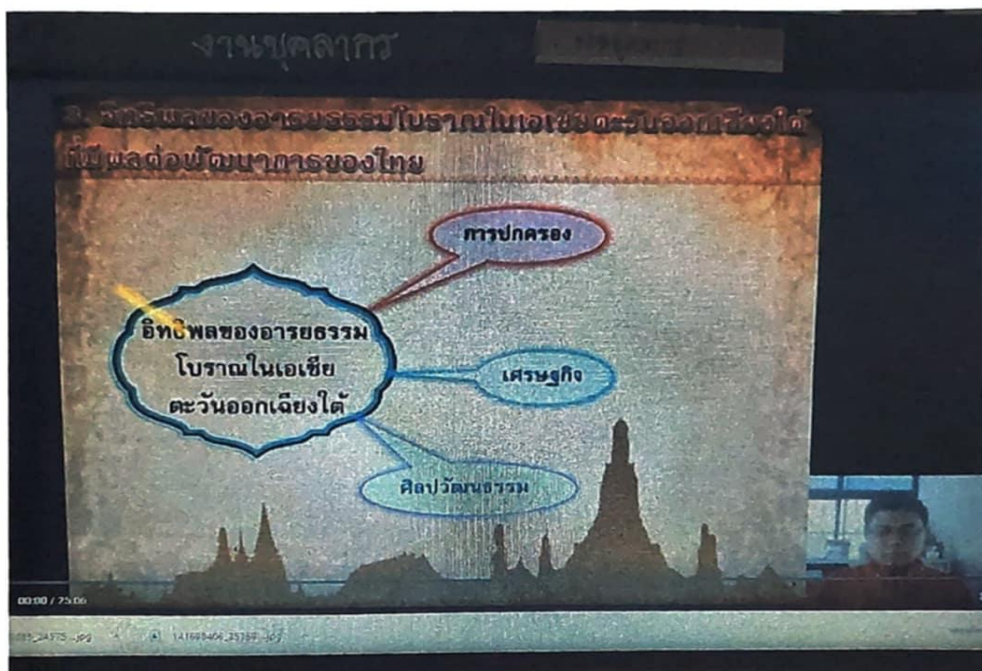 งานบุคลากร
3. อิทธิพลของอารยธรรมโบราณในเอเชียตะวันออกเฉียงใต้
ที่มีผลต่อพัฒนาการของไทย
การปกครอง
อิทธิพลของอารยธรรม
โบราณในเอเชีย
ตะวันออกเฉียงใต้
เศรษฐกิจ
ศิลปวัฒนธรรม
00:00 / 75:06